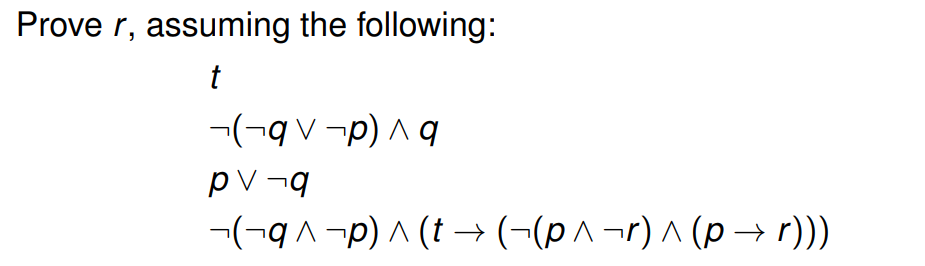 Prove r, assuming the following:
t
¬(¬q ∨ ¬p) ∧ q
p ∨ ¬q
¬(¬q ∧ ¬p) ∧ (t → (¬(p ∧ ¬r) ∧ (p → r)))